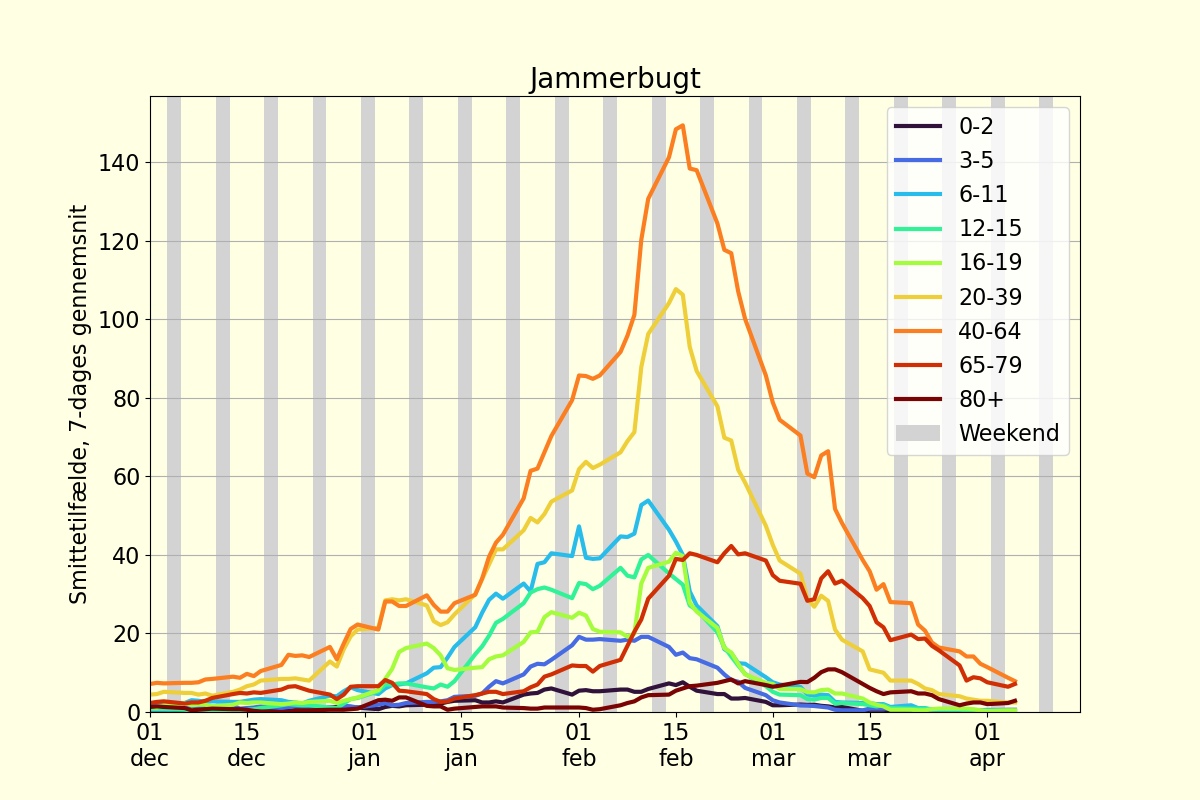 Jammerbugt
Smittetilfælde, 7-dages gennemsnit
140
120
100
80
60
40
20
0
01 dec
15 dec
01 jan
15 jan
01 feb
15 feb
01 mar
15 mar
01 apr
0-2
3-5
6-11
12-15
16-19
20-39
40-64
65-79
80+
Weekend